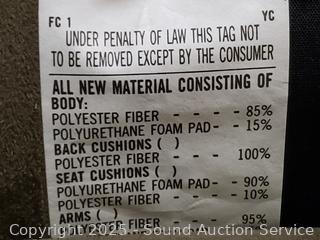 FC 1 YC
UNDER PENALTY OF LAW THIS TAG NOT
TO BE REMOVED EXCEPT BY THE CONSUMER
ALL NEW MATERIAL CONSISTING OF
BODY:
POLYESTER FIBER - - - - 85%
POLYURETHANE FOAM PAD- - - 15%
BACK CUSHIONS ( )
POLYESTER FIBER - - - 100%
SEAT CUSHIONS ( )
POLYURETHANE FOAM PAD- - 90%
POLYESTER FIBER - - - - 10%
ARMS ( )
POLYESTER FIBER - - - 95%
Copyright 2025 - Sound Auction Service